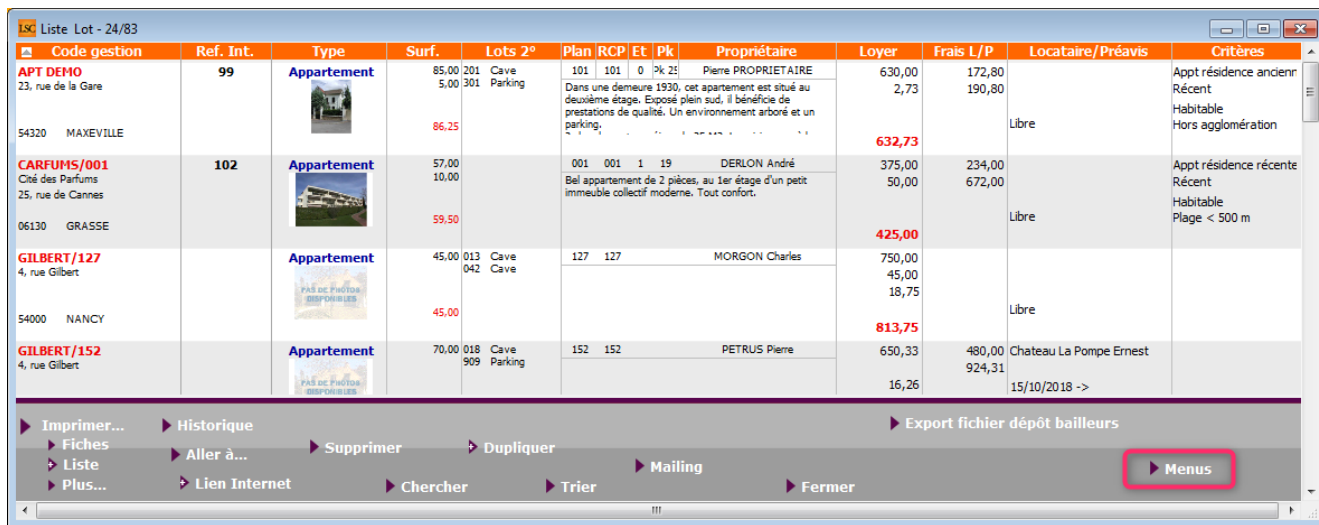 LSC Liste Lot - 24/83
Code gestion Ref. Int. Type Surf. Lots 2° Plan RCP Et Pk Propriétaire Loyer Frais L/P Locataire/Préavis Critères
APT DEMO 99 Appartement 85,00 201 Cave 101 101 0 Pk 25 Pierre PROPRIETAIRE 630,00 172,80 Appt résidence ancienn
23, rue de la Gare 5,00 301 Parking Dans une demeure 1930, cet apartement est situé au 2,73 190,80 Récent
deuxième étage. Exposé plein sud, il bénéficie de
prestations de qualité. Un environnement arboré et un Habitable
86,25 parking. Libre Hors agglomération
54320 MAXEVILLE 632,73
CARFUMS/001 102 Appartement 57,00 001 001 1 19 DERLON André 375,00 234,00 Appt résidence récente
Cité des Parfums 10,00 Bel appartement de 2 pièces, au 1er étage d'un petit 50,00 672,00 Récent
25, rue de Cannes immeuble collectif moderne. Tout confort. Habitable
59,50 Libre Plage < 500 m
06130 GRASSE 425,00
GILBERT/127 Appartement 45,00 013 Cave 127 127 MORGON Charles 750,00
4, rue Gilbert 042 Cave 45,00
PAS DE PHOTOS 18,75
DISPONIBLES
45,00 Libre
54000 NANCY 813,75
GILBERT/152 Appartement 70,00 018 Cave 152 152 PETRUS Pierre 650,33 480,00 Chateau La Pompe Ernest
4, rue Gilbert 909 Parking 924,31
PAS DE PHOTOS 16,26 15/10/2018 ->
DISPONIBLES
Imprimer... Historique Export fichier dépôt bailleurs
Fiches Supprimer Dupliquer
Aller à...
Liste Mailing Menus
Plus... Lien Internet Chercher Trier Fermer